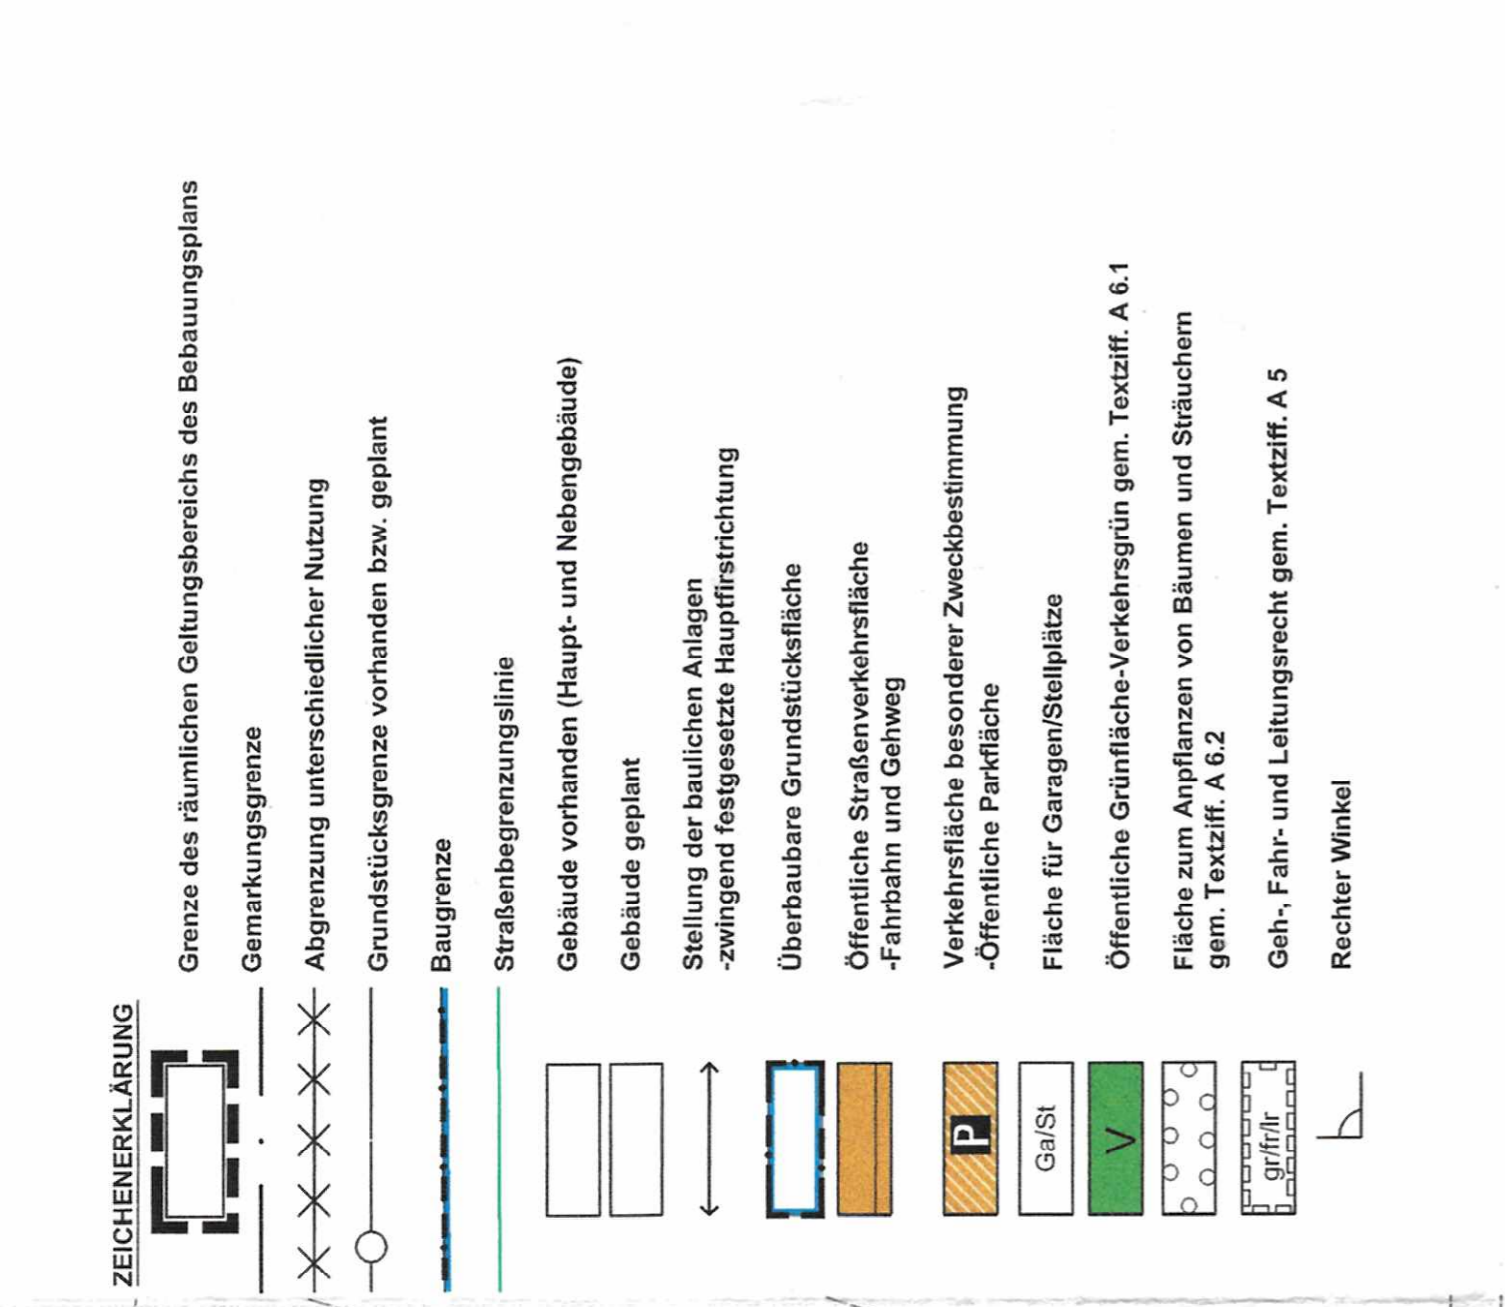 ZEICHENERKLÄRUNG
Grenze des räumlichen Geltungsbereichs des Bebauungsplans
Gemarkungsgrenze
Abgrenzung unterschiedlicher Nutzung
Grundstücksgrenze vorhanden bzw. geplant
Baugrenze
Straßenbegrenzungslinie
Gebäude vorhanden (Haupt- und Nebengebäude)
Gebäude geplant
Stellung der baulichen Anlagen
-zwingend festgesetzte Hauptfirstrichtung
Überbaubare Grundstücksfläche
Öffentliche Straßenverkehrsfläche
-Fahrbahn und Gehweg
P
Verkehrsfläche besonderer Zweckbestimmung
-Öffentliche Parkfläche
Ga/St
Fläche für Garagen/Stellplätze
V
Öffentliche Grünfläche-Verkehrsgrün gem. Textziff. A 6.1
Fläche zum Anpflanzen von Bäumen und Sträuchern
gem. Textziff. A 6.2
gr/fr/lr
Geh-, Fahr- und Leitungsrecht gem. Textziff. A 5
Rechter Winkel